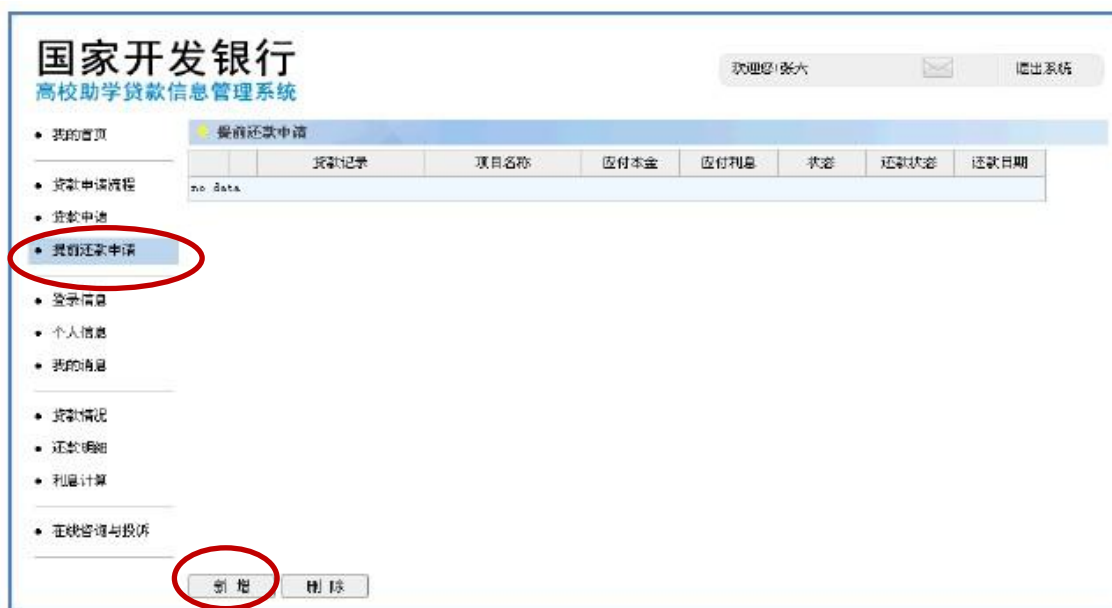 国家开发银行
高校助学贷款信息管理系统
欢迎您!张六 退出系统
我的首页
贷款申请流程
贷款申请
提前还款申请
登录信息
个人信息
我的消息
贷款情况
还款明细
利息计算
在线咨询与投诉
提前还款申请
贷款记录 项目名称 应付本金 应付利息 状态 还款状态 还款日期
no data
新 增 删 除